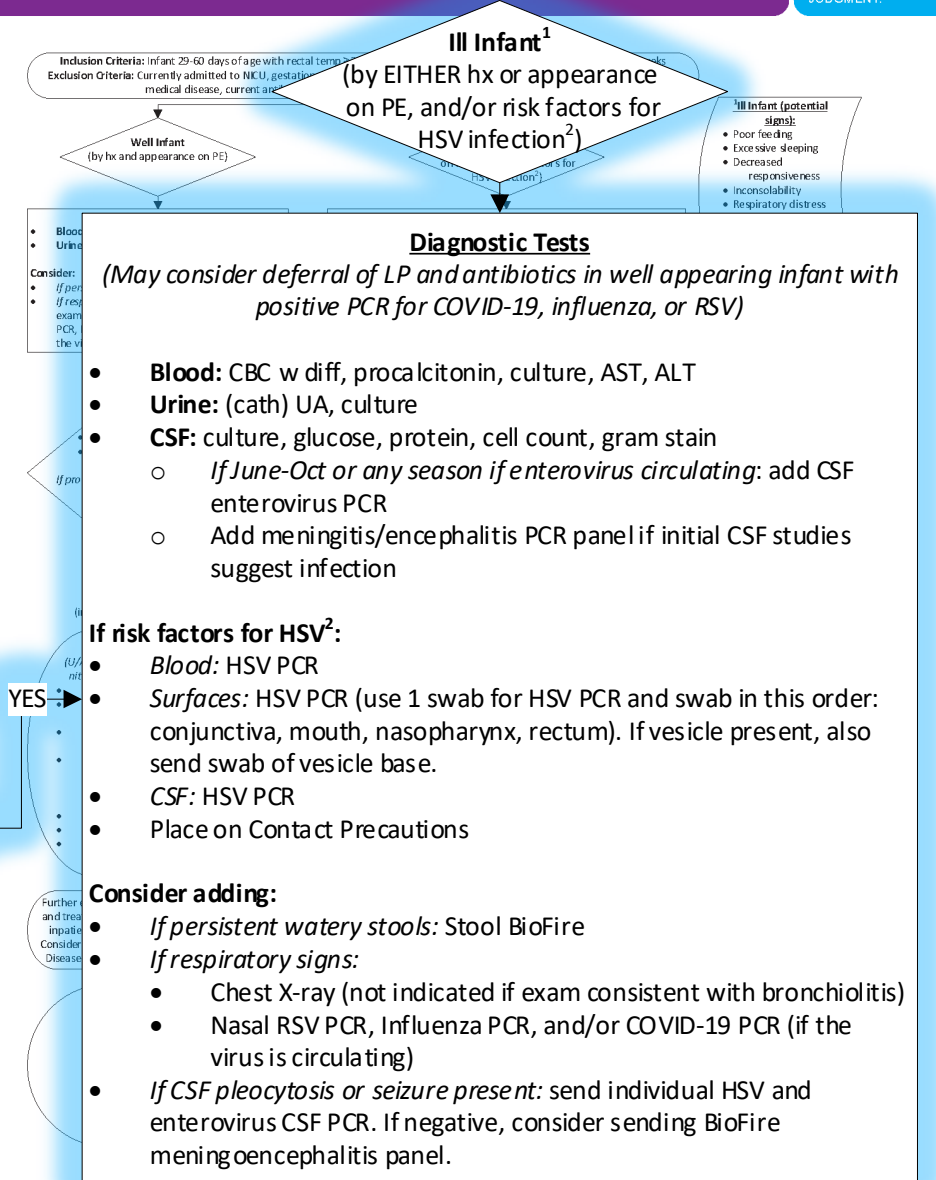 JUDGMENT.
Inclusion Criteria: Infant 29-60 days of age with rectal temp
Exclusion Criteria: Currently admitted to NICU,
medical disease, current
Ill Infant¹
(by EITHER hx or appearance
on PE, and/or risk factors for
HSV infection²)
Well Infant
(by hx and appearance on PE)
¹Ill Infant (potential
signs):
• Poor feeding
• Excessive sleeping
• Decreased
responsiveness
• Inconsolability
• Respiratory distress
Consider:
Diagnostic Tests
(May consider deferral of LP and antibiotics in well appearing infant with
positive PCR for COVID-19, influenza, or RSV)
• Blood: CBC w diff, procalcitonin, culture, AST, ALT
• Urine: (cath) UA, culture
• CSF: culture, glucose, protein, cell count, gram stain
o If June-Oct or any season if enterovirus circulating: add CSF
enterovirus PCR
o Add meningitis/encephalitis PCR panel if initial CSF studies
suggest infection
If risk factors for HSV²:
• Blood: HSV PCR
YES
• Surfaces: HSV PCR (use 1 swab for HSV PCR and swab in this order:
conjunctiva, mouth, nasopharynx, rectum). If vesicle present, also
send swab of vesicle base.
• CSF: HSV PCR
• Place on Contact Precautions
Further
Consider
Disease
Consider adding:
• If persistent watery stools: Stool BioFire
• If respiratory signs:
• Chest X-ray (not indicated if exam consistent with bronchiolitis)
• Nasal RSV PCR, Influenza PCR, and/or COVID-19 PCR (if the
virus is circulating)
• If CSF pleocytosis or seizure present: send individual HSV and
enterovirus CSF PCR. If negative, consider sending BioFire
meningoencephalitis panel.